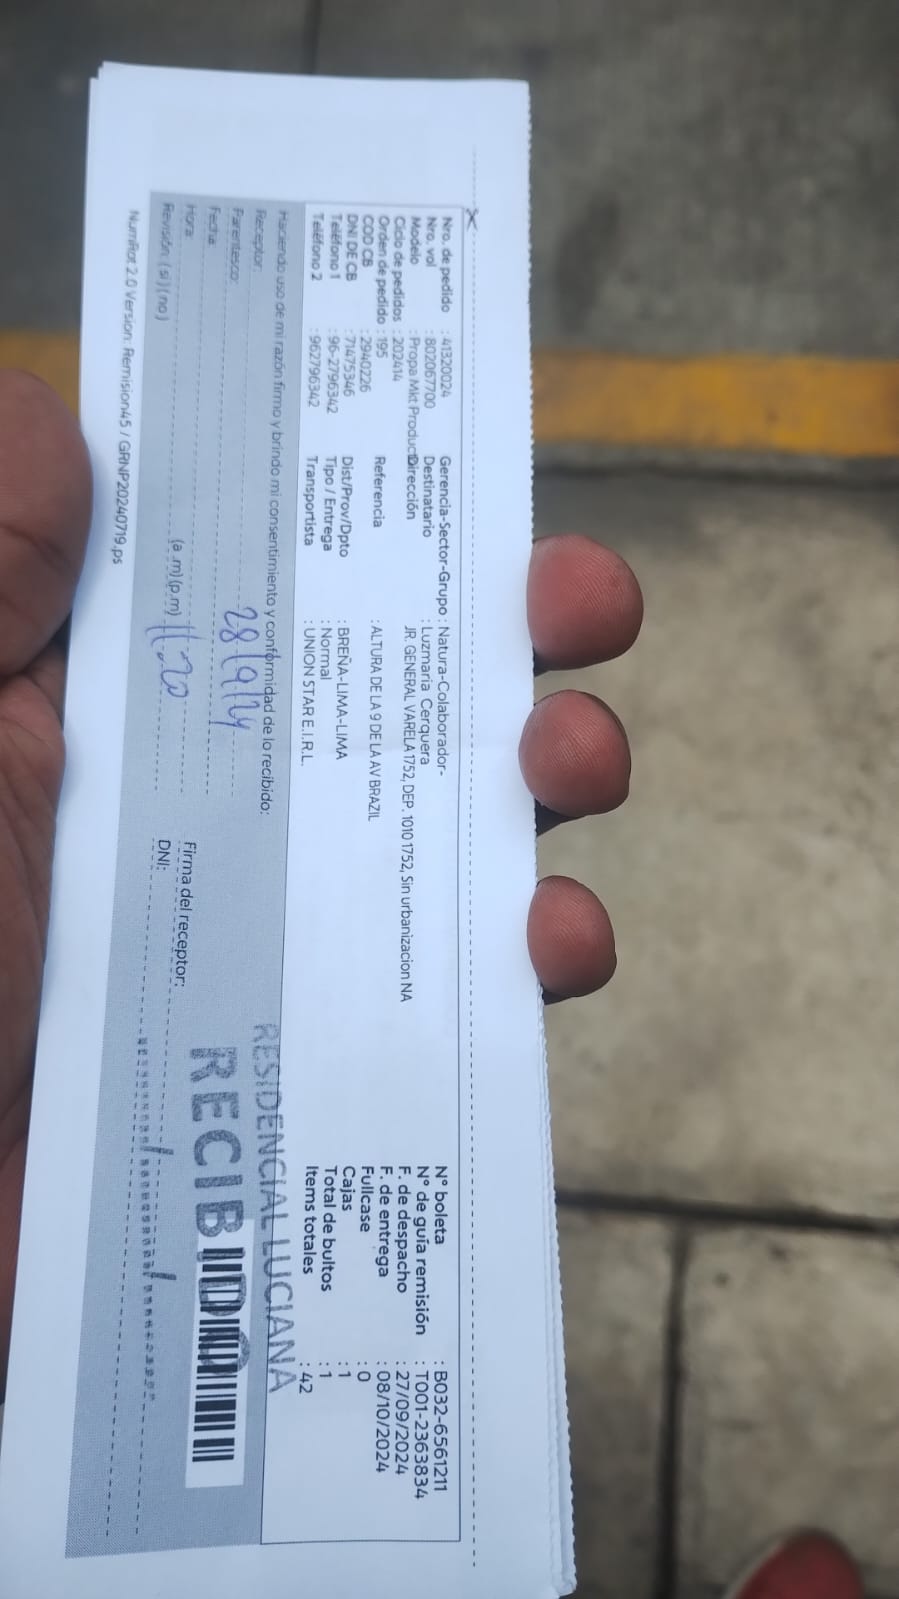 Nro. de pedido : 41320024
Nro. vol : 802067700
Modelo : Propa Mkt Producto
Ciclo de pedidos : 202414
Orden de pedido : 195
COD CB : 2940226
DNI DE CB : 71475346
Teléfono 1 : 96-2796342
Teléfono 2 : 962796342
Gerencia-Sector-Grupo : Natura-Colaborador-
Destinatario : Luzmaria Cerquera
Dirección JR. GENERAL VARELA 1752, DEP. 1010 1752, Sin urbanizacion NA
Referencia : ALTURA DE LA 9 DE LA AV BRAZIL
Dist/Prov/Dpto : BREÑA-LIMA-LIMA
Tipo / Entrega : Normal
Transportista : UNION STAR E.I.R.L.
N° boleta : B032-6561211
N° de guía remisión : T001-2363834
F. de despacho : 27/09/2024
F. de entrega : 08/10/2024
Fullcase : 0
Cajas : 1
Total de bultos : 1
Items totales : 42
Haciendo uso de mi razón firmo y brindo mi consentimiento y conformidad de lo recibido:
Receptor:
Parentesco:
Fecha: 28/9/24
Hora: (a .m) (p.m) 11:20
Revisión: ( si ) ( no )
Firma del receptor:
DNI:
RESIDENCIAL LUCIANA
NumRot 2.0 Version: Remision45 / GRNP20240719.ps